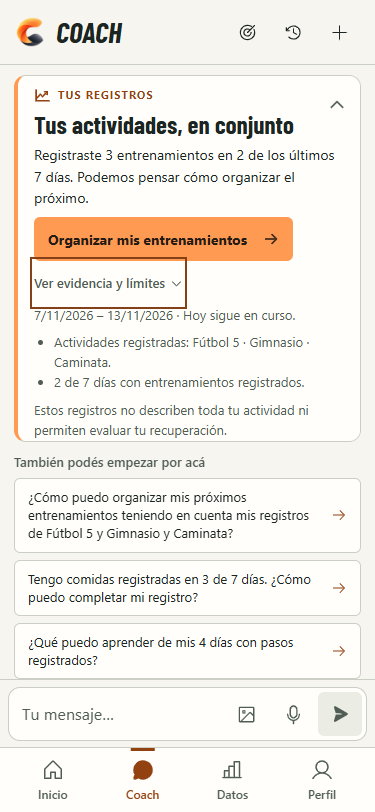 COACH
TUS REGISTROS
Tus actividades, en conjunto
Registraste 3 entrenamientos en 2 de los últimos
7 días. Podemos pensar cómo organizar el
próximo.
Organizar mis entrenamientos
Ver evidencia y límites
7/11/2026 – 13/11/2026 · Hoy sigue en curso.
• Actividades registradas: Fútbol 5 · Gimnasio ·
Caminata.
• 2 de 7 días con entrenamientos registrados.
Estos registros no describen toda tu actividad ni
permiten evaluar tu recuperación.
También podés empezar por acá
¿Cómo puedo organizar mis próximos
entrenamientos teniendo en cuenta mis registros
de Fútbol 5 y Gimnasio y Caminata?
Tengo comidas registradas en 3 de 7 días. ¿Cómo
puedo completar mi registro?
¿Qué puedo aprender de mis 4 días con pasos
registrados?
Tu mensaje...
Inicio
Coach
Datos
Perfil